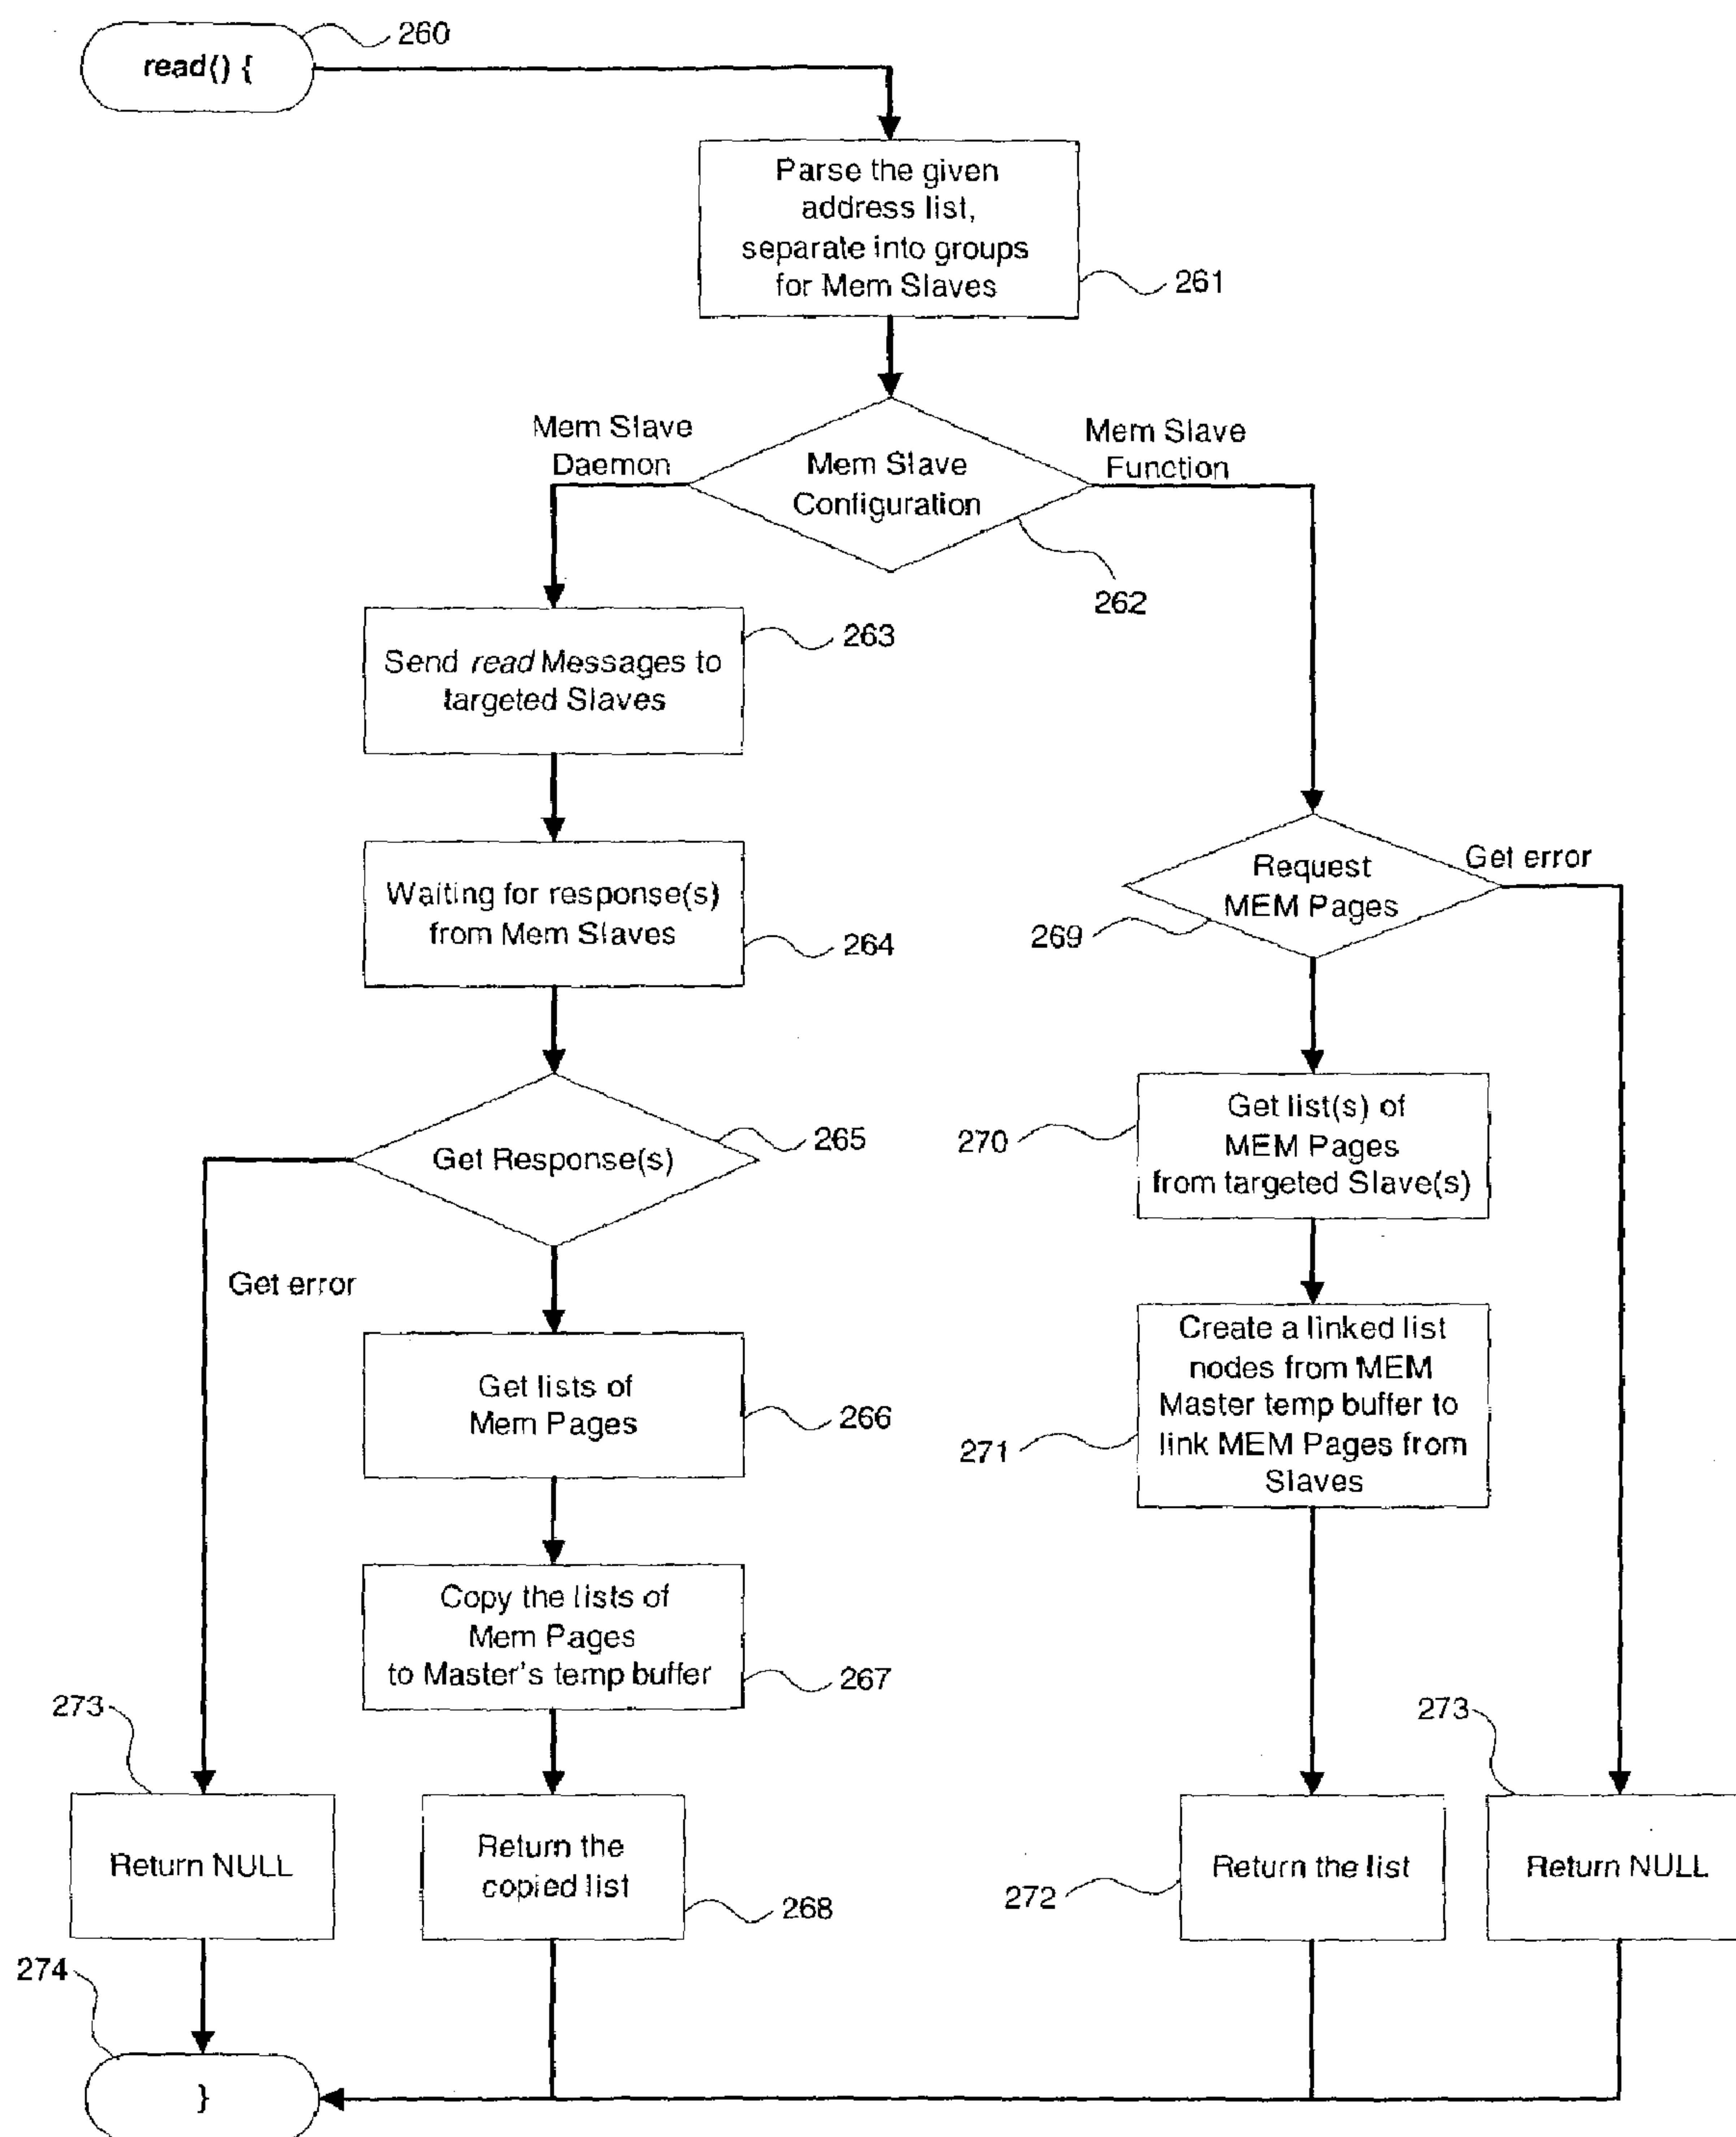 read() {
260
Parse the given
address list,
separate into groups
for Mem Slaves
261
Mem Slave
Daemon
Mem Slave
Configuration
Mem Slave
Function
262
Send read Messages to
targeted Slaves
263
Waiting for response(s)
from Mem Slaves
264
Request
MEM Pages
Get error
269
Get Response(s)
265
Get error
Get list(s) of
MEM Pages
from targeted Slave(s)
270
Get lists of
Mem Pages
266
Create a linked list
nodes from MEM
Master temp buffer to
link MEM Pages from
Slaves
271
Copy the lists of
Mem Pages
to Master's temp buffer
267
273
Return NULL
Return the
copied list
268
Return the list
272
273
Return NULL
274
}